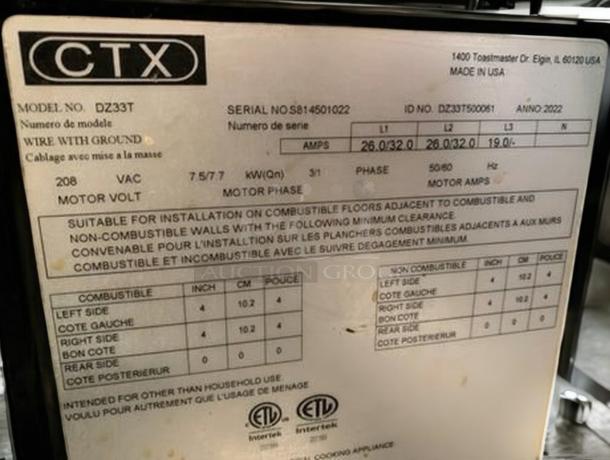 CTX
1400 Toastmaster Dr. Elgin, IL 60120 USA
MADE IN USA
MODEL NO. DZ33T SERIAL NO. S814501022 ID NO. DZ33T500061 ANNO: 2022
Numero de modele Numero de serie
L1 L2 L3 N
WIRE WITH GROUND AMPS 26.0/32.0 26.0/32.0 19.0/-
Cablage avec mise a la masse
208 VAC 7.5/7.7 kW(Qn) 3/1 PHASE 50/60 Hz
MOTOR VOLT MOTOR PHASE MOTOR AMPS
SUITABLE FOR INSTALLATION ON COMBUSTIBLE FLOORS ADJACENT TO COMBUSTIBLE AND
NON-COMBUSTIBLE WALLS WITH THE FOLLOWING MINIMUM CLEARANCE.
CONVENABLE POUR L'INSTALLTION SUR LES PLANCHERS COMBUSTIBLES ADJACENTS A AUX MURS
COMBUSTIBLE ET INCOMBUSTIBLE AVEC LE SUIVRE DEGAGEMENT MINIMUM.
AUCTION GROUP
COMBUSTIBLE INCH CM POUCE
LEFT SIDE 4 10.2 4
COTE GAUCHE
RIGHT SIDE 4 10.2 4
BON COTE
REAR SIDE 0 0 0
COTE POSTERIERUR
NON COMBUSTIBLE INCH CM POUCE
LEFT SIDE 4 10.2 4
COTE GAUCHE
RIGHT SIDE 4 10.2 4
BON COTE
REAR SIDE 0 0 0
COTE POSTERIERUR
INTENDED FOR OTHER THAN HOUSEHOLD USE.
VOULU POUR AUTREMENT QUE L'USAGE DE MENAGE
ETL ETL
Intertek Intertek
COOKING APPLIANCE